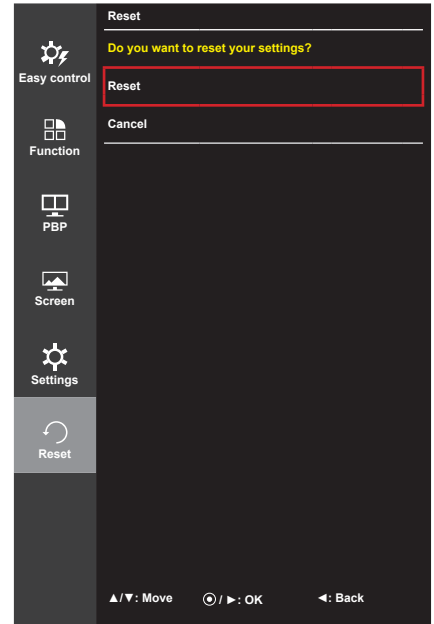 Reset
Do you want to reset your settings?
Reset
Cancel
Easy control
Function
PBP
Screen
Settings
Reset
▲/▼: Move ⦿ / ►: OK ◄: Back